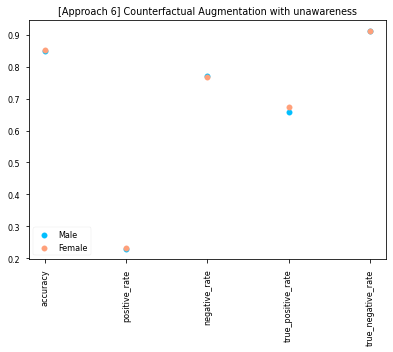 [Approach 6] Counterfactual Augmentation with unawareness
0.9
0.8
0.7
0.6
0.5
0.4
0.3
0.2
Male
Female
accuracy
positive_rate
negative_rate
true_positive_rate
true_negative_rate